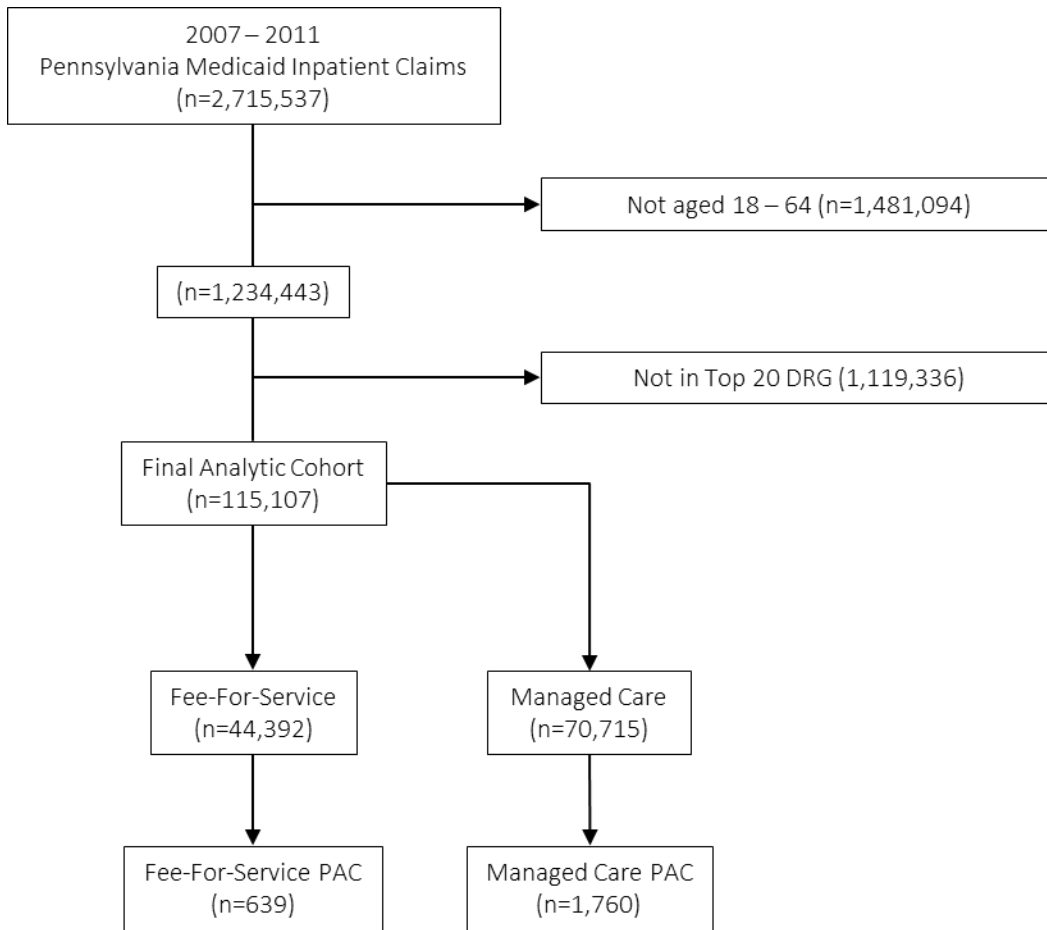 2007 – 2011
Pennsylvania Medicaid Inpatient Claims
(n=2,715,537)
Not aged 18 – 64 (n=1,481,094)
(n=1,234,443)
Not in Top 20 DRG (1,119,336)
Final Analytic Cohort
(n=115,107)
Fee-For-Service
(n=44,392)
Managed Care
(n=70,715)
Fee-For-Service PAC
(n=639)
Managed Care PAC
(n=1,760)